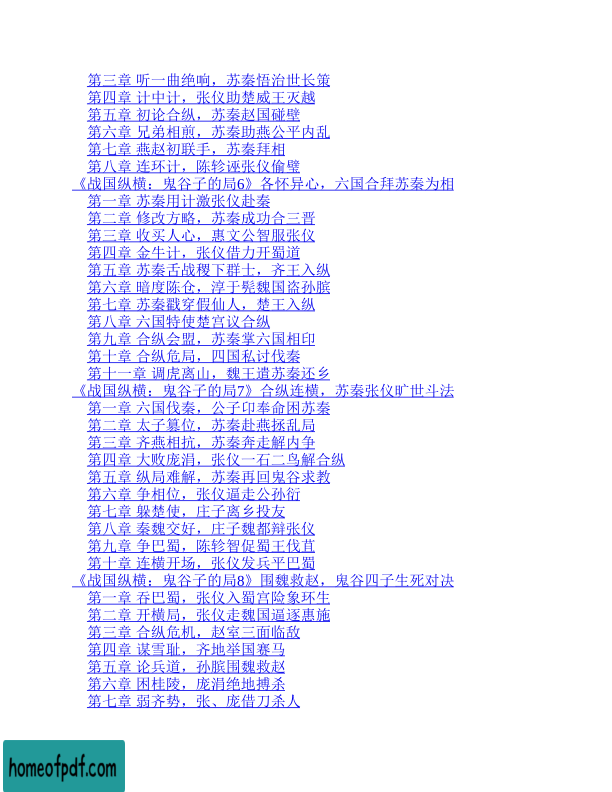 第三章 听一曲绝响，苏秦悟治世长策
第四章 计中计，张仪助楚威王灭越
第五章 初论合纵，苏秦赵国碰壁
第六章 兄弟相煎，苏秦助燕公平内乱
第七章 燕赵初联手，苏秦拜相
第八章 连环计，陈轸诬张仪偷璧
《战国纵横：鬼谷子的局6》各怀异心，六国合拜苏秦为相
第一章 苏秦用计激张仪赴秦
第二章 修改方略，苏秦成功合三晋
第三章 收买人心，惠文公智服张仪
第四章 金牛计，张仪借力开蜀道
第五章 苏秦舌战稷下群士，齐王入纵
第六章 暗度陈仓，淳于髡魏国盗孙膑
第七章 苏秦戳穿假仙人，楚王入纵
第八章 六国特使楚宫议合纵
第九章 合纵会盟，苏秦掌六国相印
第十章 合纵危局，四国私讨伐秦
第十一章 调虎离山，魏王遣苏秦还乡
《战国纵横：鬼谷子的局7》合纵连横，苏秦张仪旷世斗法
第一章 六国伐秦，公子卬奉命困苏秦
第二章 太子篡位，苏秦赴燕拯乱局
第三章 齐燕相抗，苏秦奔走解内争
第四章 大败庞涓，张仪一石二鸟解合纵
第五章 纵局难解，苏秦再回鬼谷求教
第六章 争相位，张仪逼走公孙衍
第七章 躲楚使，庄子离乡投友
第八章 秦魏交好，庄子魏都辩张仪
第九章 争巴蜀，陈轸智促蜀王伐苴
第十章 连横开场，张仪发兵平巴蜀
《战国纵横：鬼谷子的局8》围魏救赵，鬼谷四子生死对决
第一章 吞巴蜀，张仪入蜀宫险象环生
第二章 开横局，张仪走魏国逼逐惠施
第三章 合纵危机，赵室三面临敌
第四章 谋雪耻，齐地举国赛马
第五章 论兵道，孙膑围魏救赵
第六章 困桂陵，庞涓绝地搏杀
第七章 弱齐势，张、庞借刀杀人
homeofpdf.com